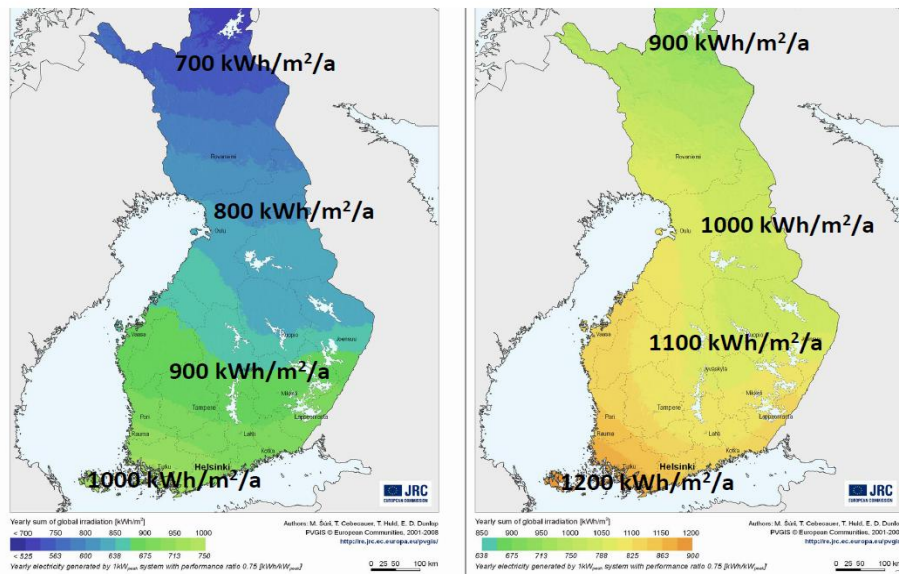 700 kWh/m²/a
Rovaniemi
800 kWh/m²/a
Oulu
Vaasa
Kuopio
Joensuu
900 kWh/m²/a
Mikkeli
Pori
Tampere
Lappeenranta
Rauma
Lahti
Kotka
Turku
Helsinki
1000 kWh/m²/a
JRC
EUROPEAN COMMISSION
Yearly sum of global irradiation [kWh/m²]
Authors: M. Šúri, T. Cebecauer, T. Huld, E. D. Dunlop
PVGIS © European Communities, 2001-2008
http://re.jrc.ec.europa.eu/pvgis/
< 700 750 800 850 900 950 1000
< 525 563 600 638 675 713 750
Yearly electricity generated by 1kWpeak system with performance ratio 0.75 [kWh/kWpeak]
0 50 100 km
900 kWh/m²/a
Rovaniemi
1000 kWh/m²/a
Oulu
Vaasa
Kuopio
Joensuu
1100 kWh/m²/a
Jyväskylä
Mikkeli
Pori
Tampere
Lappeenranta
Rauma
Lahti
Kotka
Turku
Helsinki
1200 kWh/m²/a
JRC
EUROPEAN COMMISSION
Yearly sum of global irradiation [kWh/m²]
Authors: M. Šúri, T. Cebecauer, T. Huld, E. D. Dunlop
PVGIS © European Communities, 2001-2008
http://re.jrc.ec.europa.eu/pvgis/
850 900 950 1000 1050 1100 1150 1200
638 675 713 750 788 825 863 900
Yearly electricity generated by 1kWpeak system with performance ratio 0.75 [kWh/kWpeak]
0 50 100 km